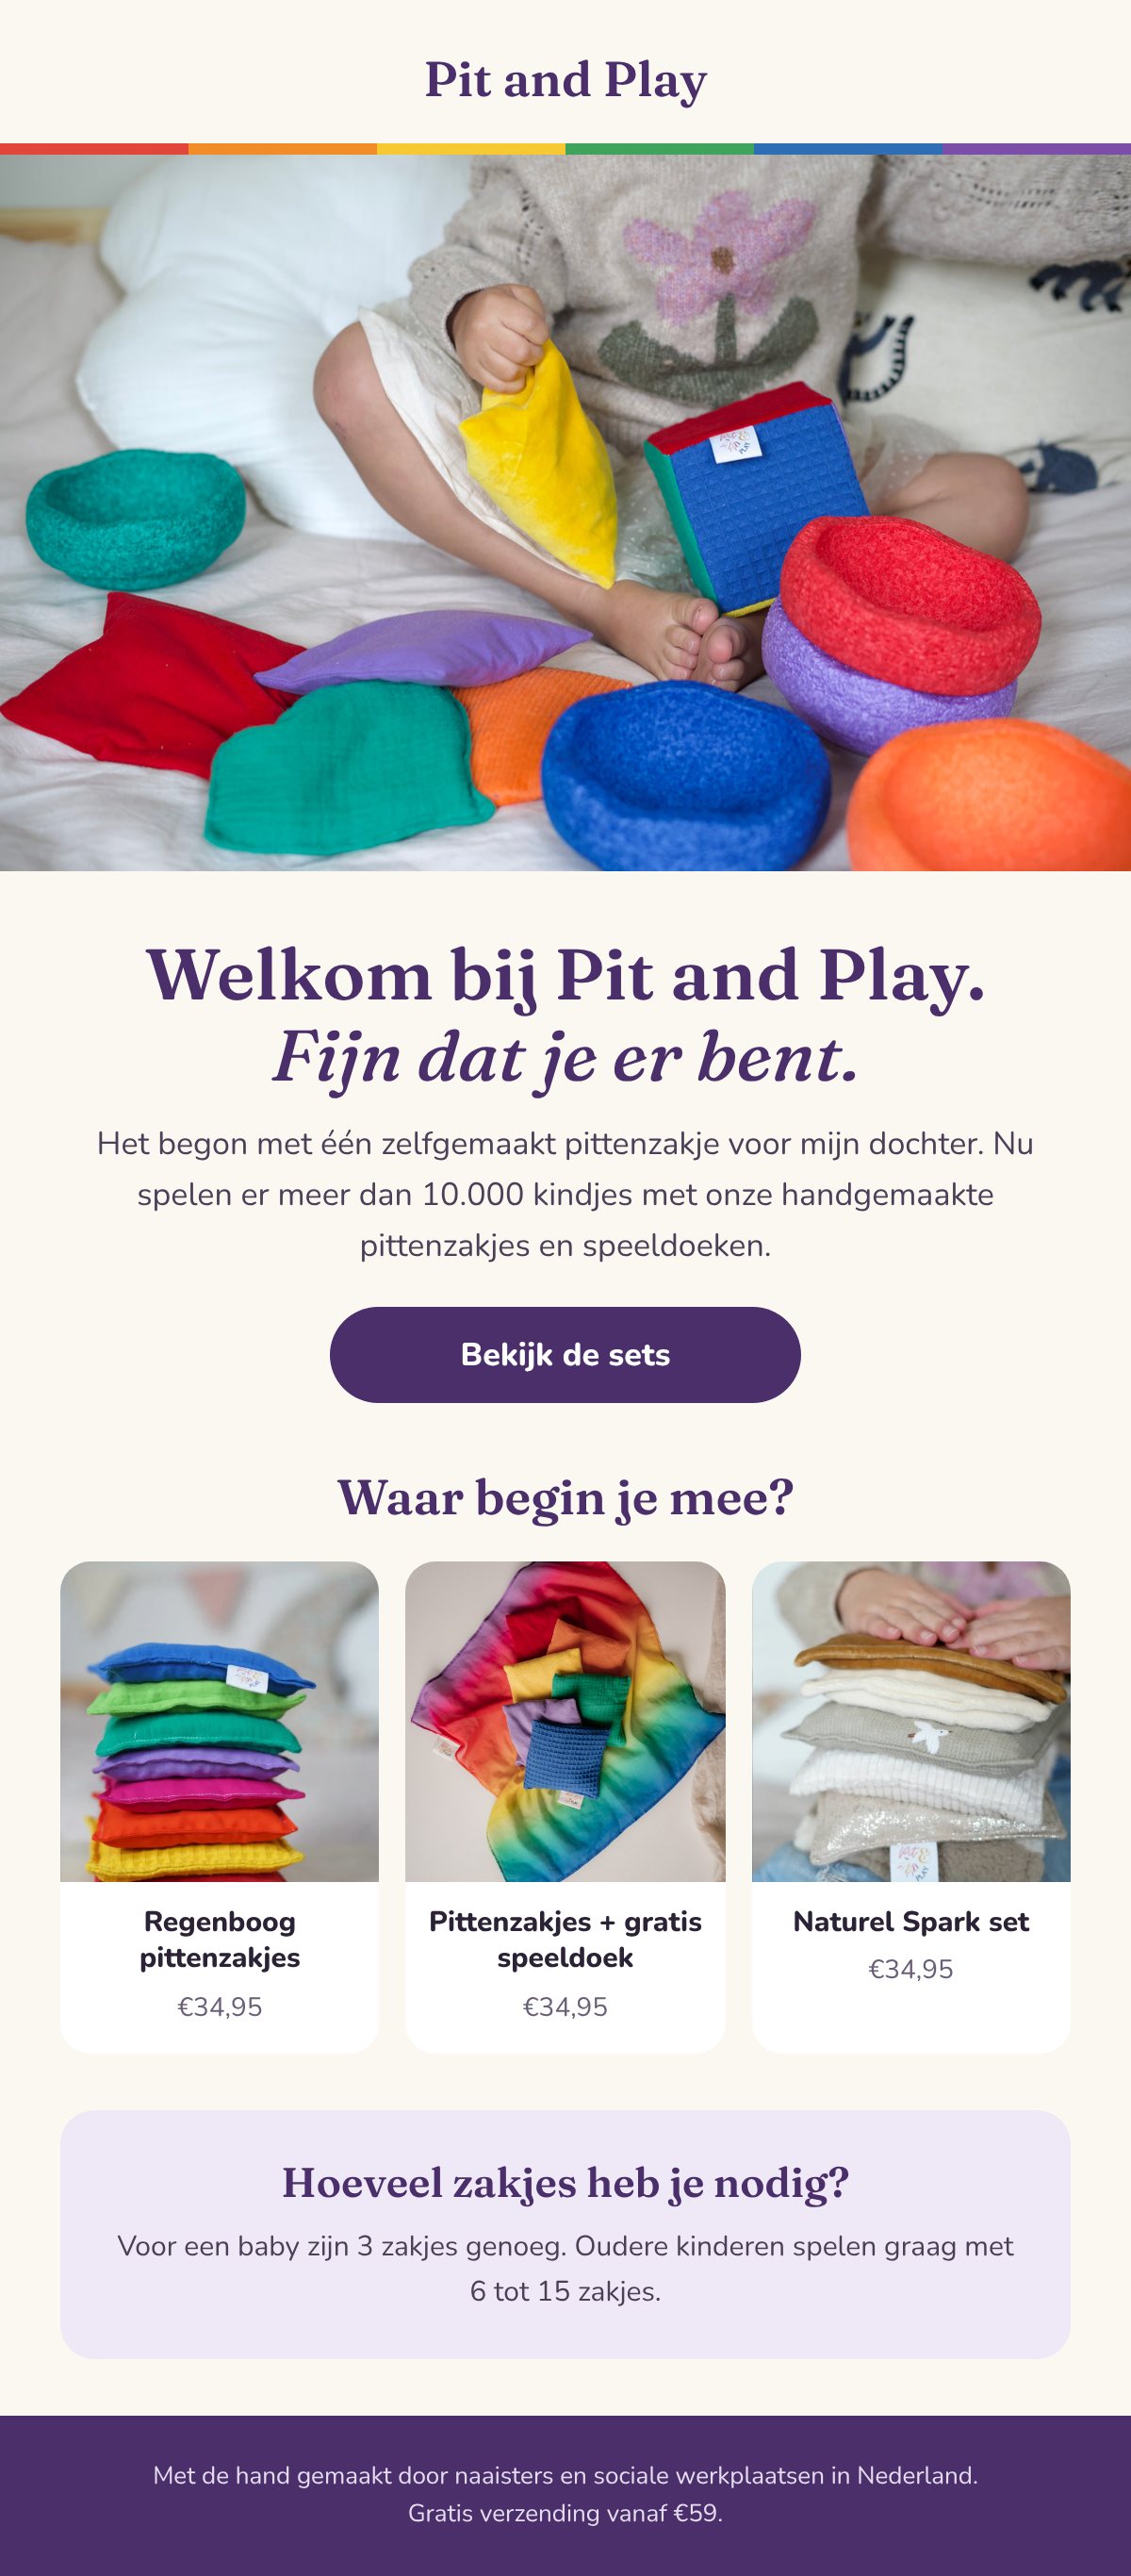 Pit and Play
Welkom bij Pit and Play.
Fijn dat je er bent.
Het begon met één zelfgemaakt pittenzakje voor mijn dochter. Nu
spelen er meer dan 10.000 kindjes met onze handgemaakte
pittenzakjes en speeldoeken.
Bekijk de sets
Waar begin je mee?
Regenboog
pittenzakjes
€34,95
Pittenzakjes + gratis
speeldoek
€34,95
Naturel Spark set
€34,95
Hoeveel zakjes heb je nodig?
Voor een baby zijn 3 zakjes genoeg. Oudere kinderen spelen graag met
6 tot 15 zakjes.
Met de hand gemaakt door naaisters en sociale werkplaatsen in Nederland.
Gratis verzending vanaf €59.